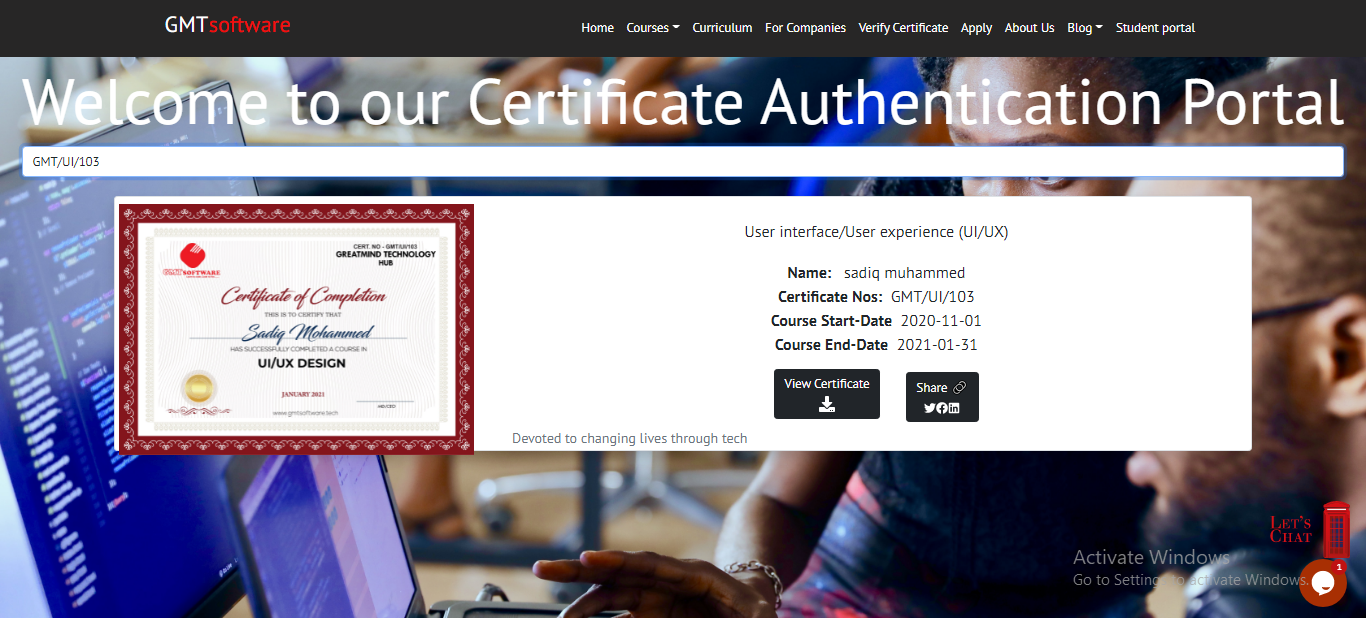 GMTsoftware
Home Courses Curriculum For Companies Verify Certificate Apply About Us Blog Student portal
Welcome to our Certificate Authentication Portal
GMT/UI/103
CERT. NO - GMT/UI/103
GREATMIND TECHNOLOGY
HUB
GMTSOFTWARE
Certificate of Completion
THIS IS TO CERTIFY THAT
Sadiq Mohammed
HAS SUCCESSFULLY COMPLETED A COURSE IN
UI/UX DESIGN
JANUARY 2021
MD/CEO
www.gmtsoftware.tech
User interface/User experience (UI/UX)
Name: sadiq muhammed
Certificate Nos: GMT/UI/103
Course Start-Date 2020-11-01
Course End-Date 2021-01-31
View Certificate
Share
Devoted to changing lives through tech
LET'S
CHAT
Activate Windows
Go to Settings to activate Windows.
1